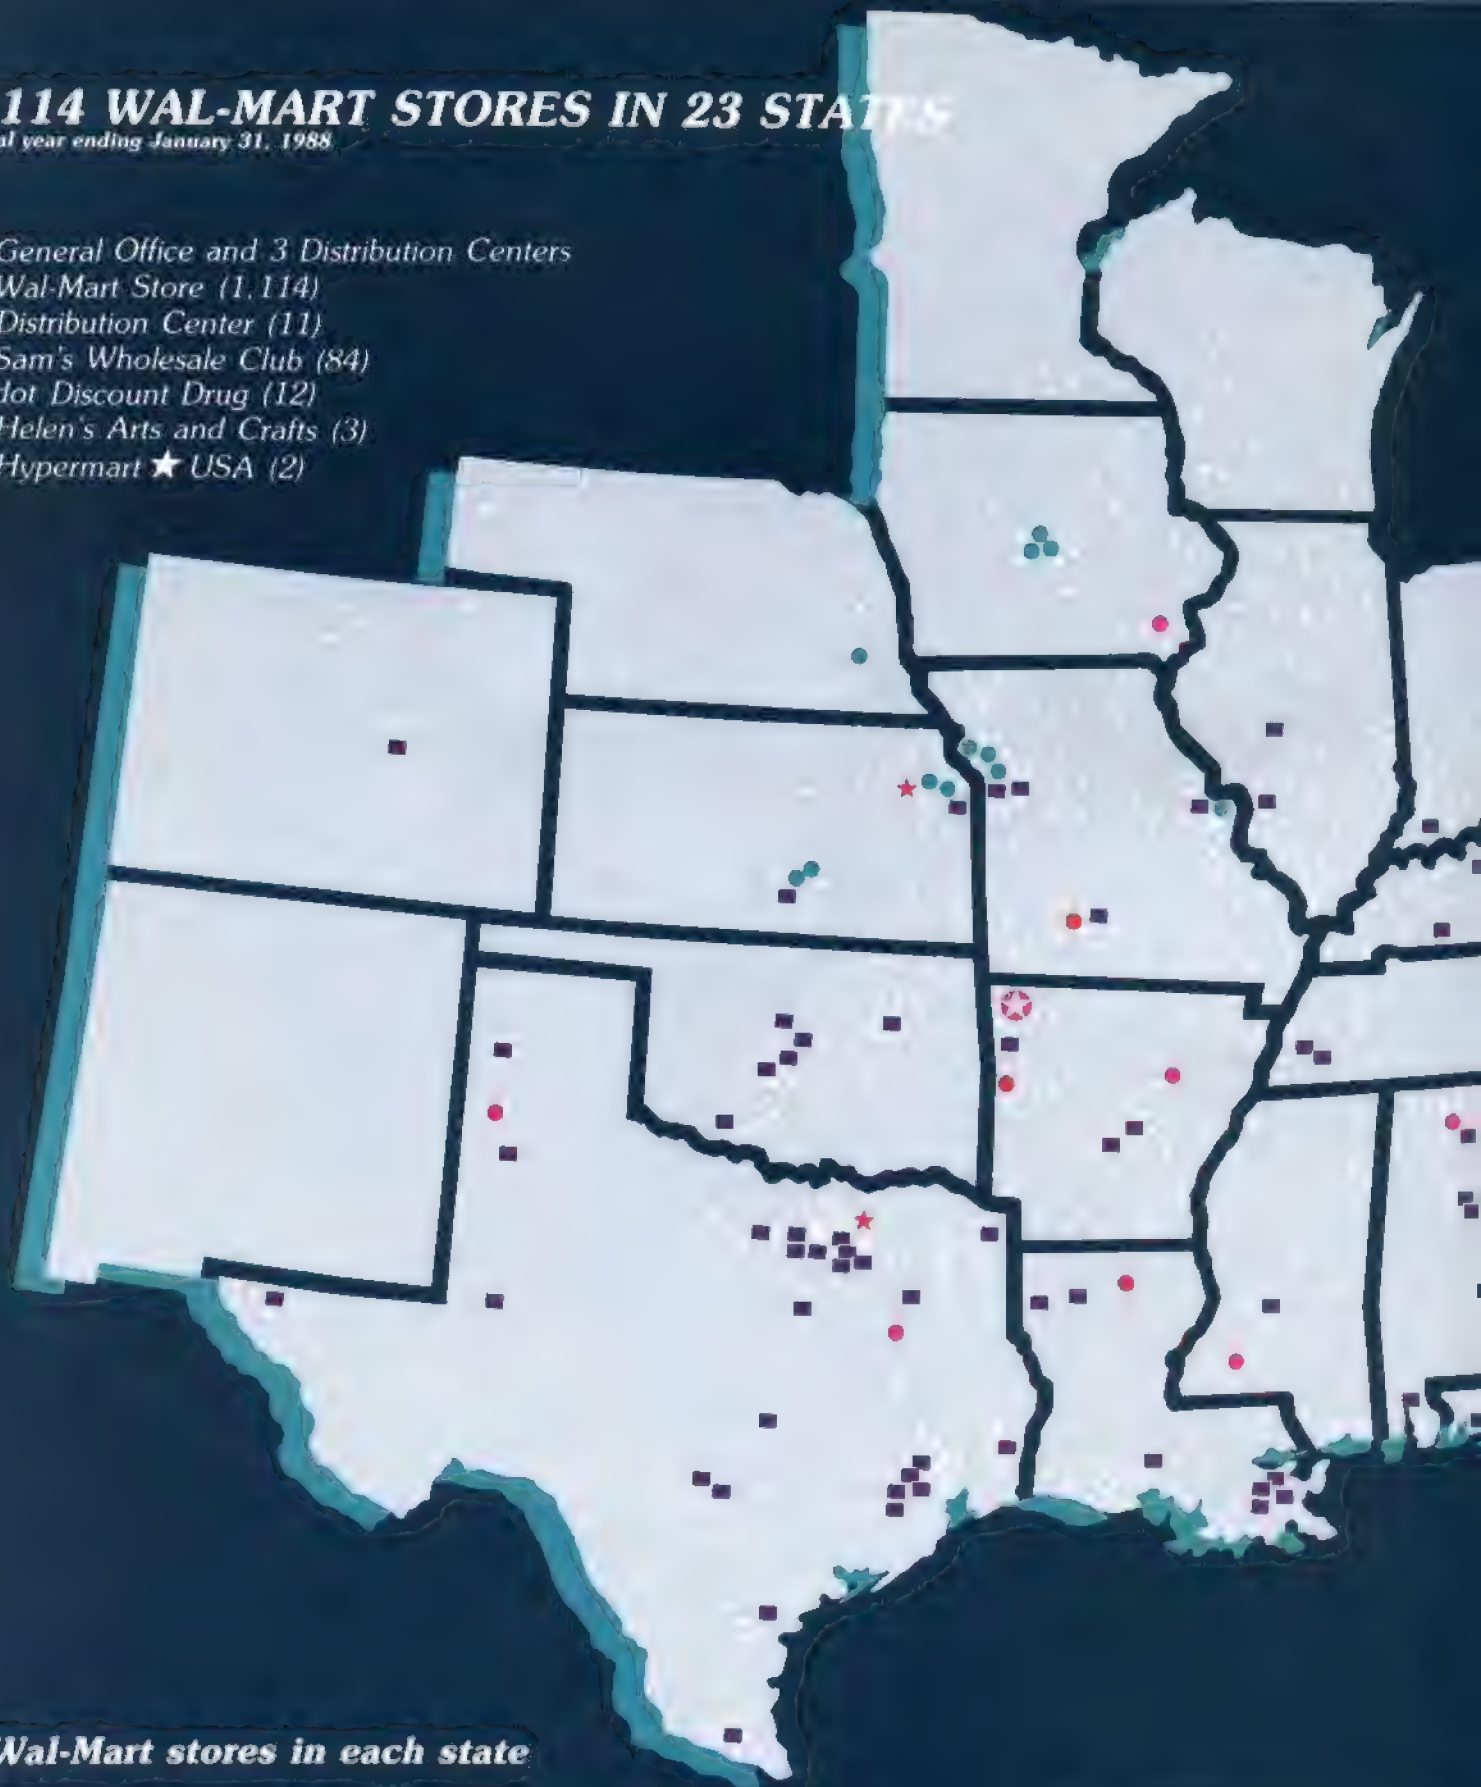 114 WAL-MART STORES IN 23 STATES
al year ending January 31, 1988
General Office and 3 Distribution Centers
Wal-Mart Store (1,114)
Distribution Center (11)
Sam's Wholesale Club (84)
dot Discount Drug (12)
Helen's Arts and Crafts (3)
Hypermart ★ USA (2)
Wal-Mart stores in each state